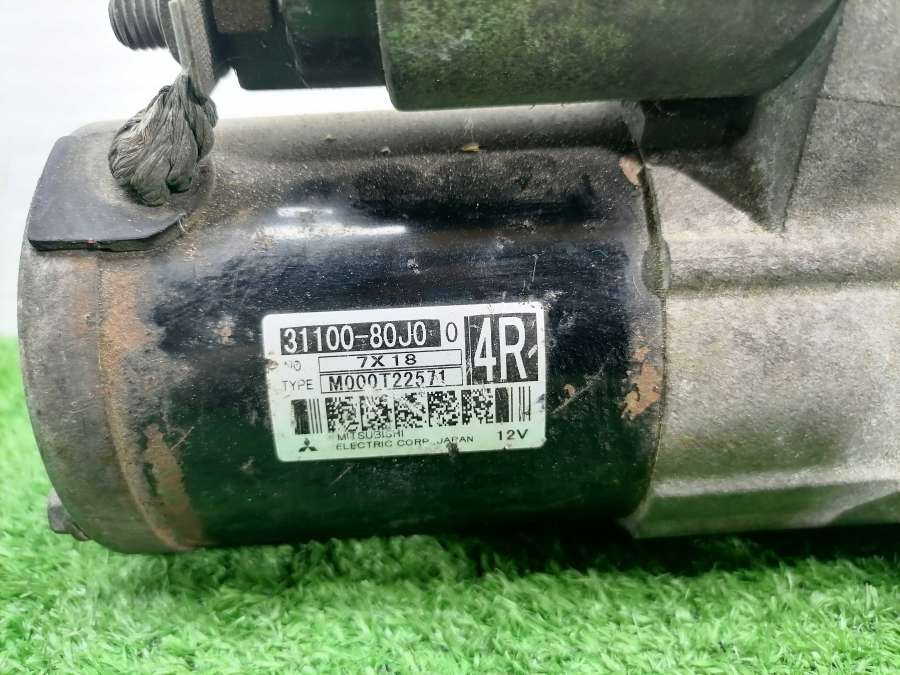 31100-80J0 0
4R
NO 7X18
TYPE M000T22571
MITSUBISHI
ELECTRIC CORP. JAPAN 12V